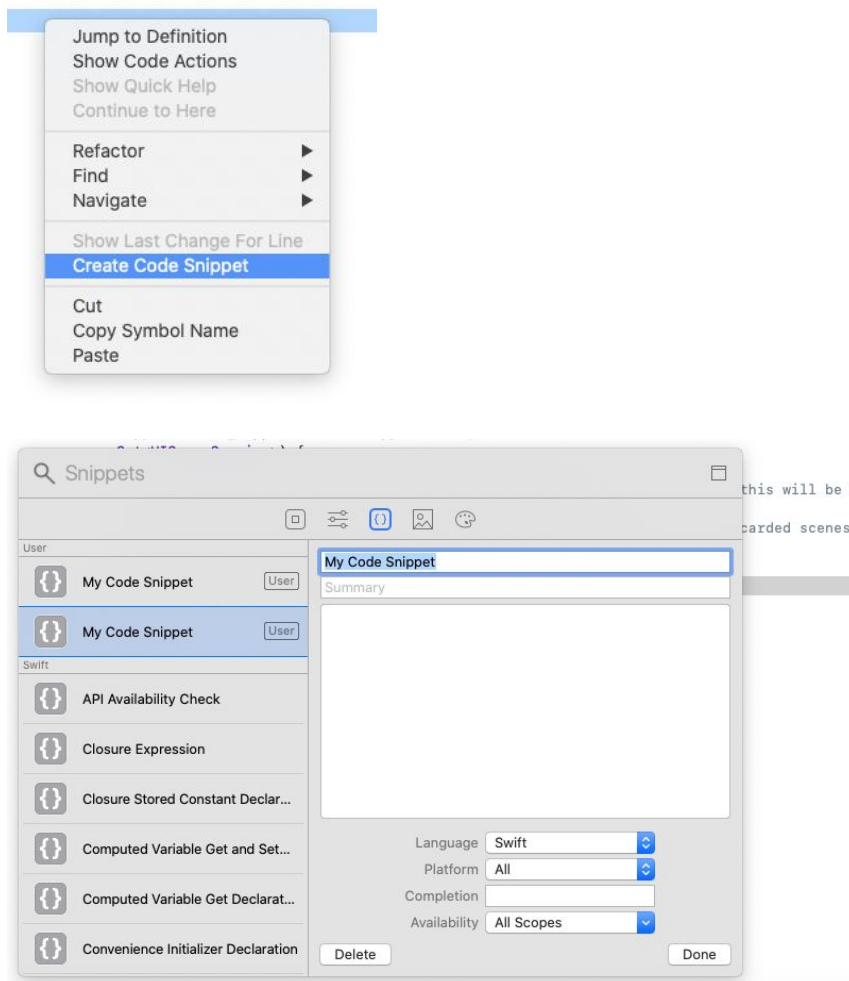 Jump to Definition
Show Code Actions
Show Quick Help
Continue to Here
Refactor
Find
Navigate
Show Last Change For Line
Create Code Snippet
Cut
Copy Symbol Name
Paste
Snippets
this will be
carded scenes
User
My Code Snippet User
My Code Snippet User
Swift
API Availability Check
Closure Expression
Closure Stored Constant Declar...
Computed Variable Get and Set...
Computed Variable Get Declarat...
Convenience Initializer Declaration
My Code Snippet
Summary
Language Swift
Platform All
Completion
Availability All Scopes
Delete
Done